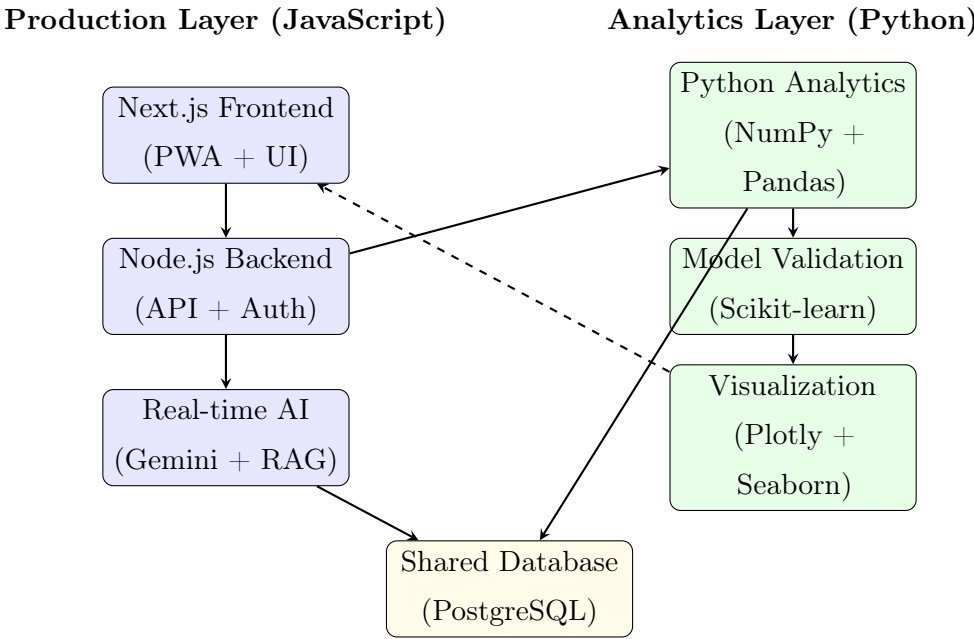 Production Layer (JavaScript)
Analytics Layer (Python)
Next.js Frontend
(PWA + UI)
Node.js Backend
(API + Auth)
Real-time AI
(Gemini + RAG)
Python Analytics
(NumPy +
Pandas)
Model Validation
(Scikit-learn)
Visualization
(Plotly +
Seaborn)
Shared Database
(PostgreSQL)